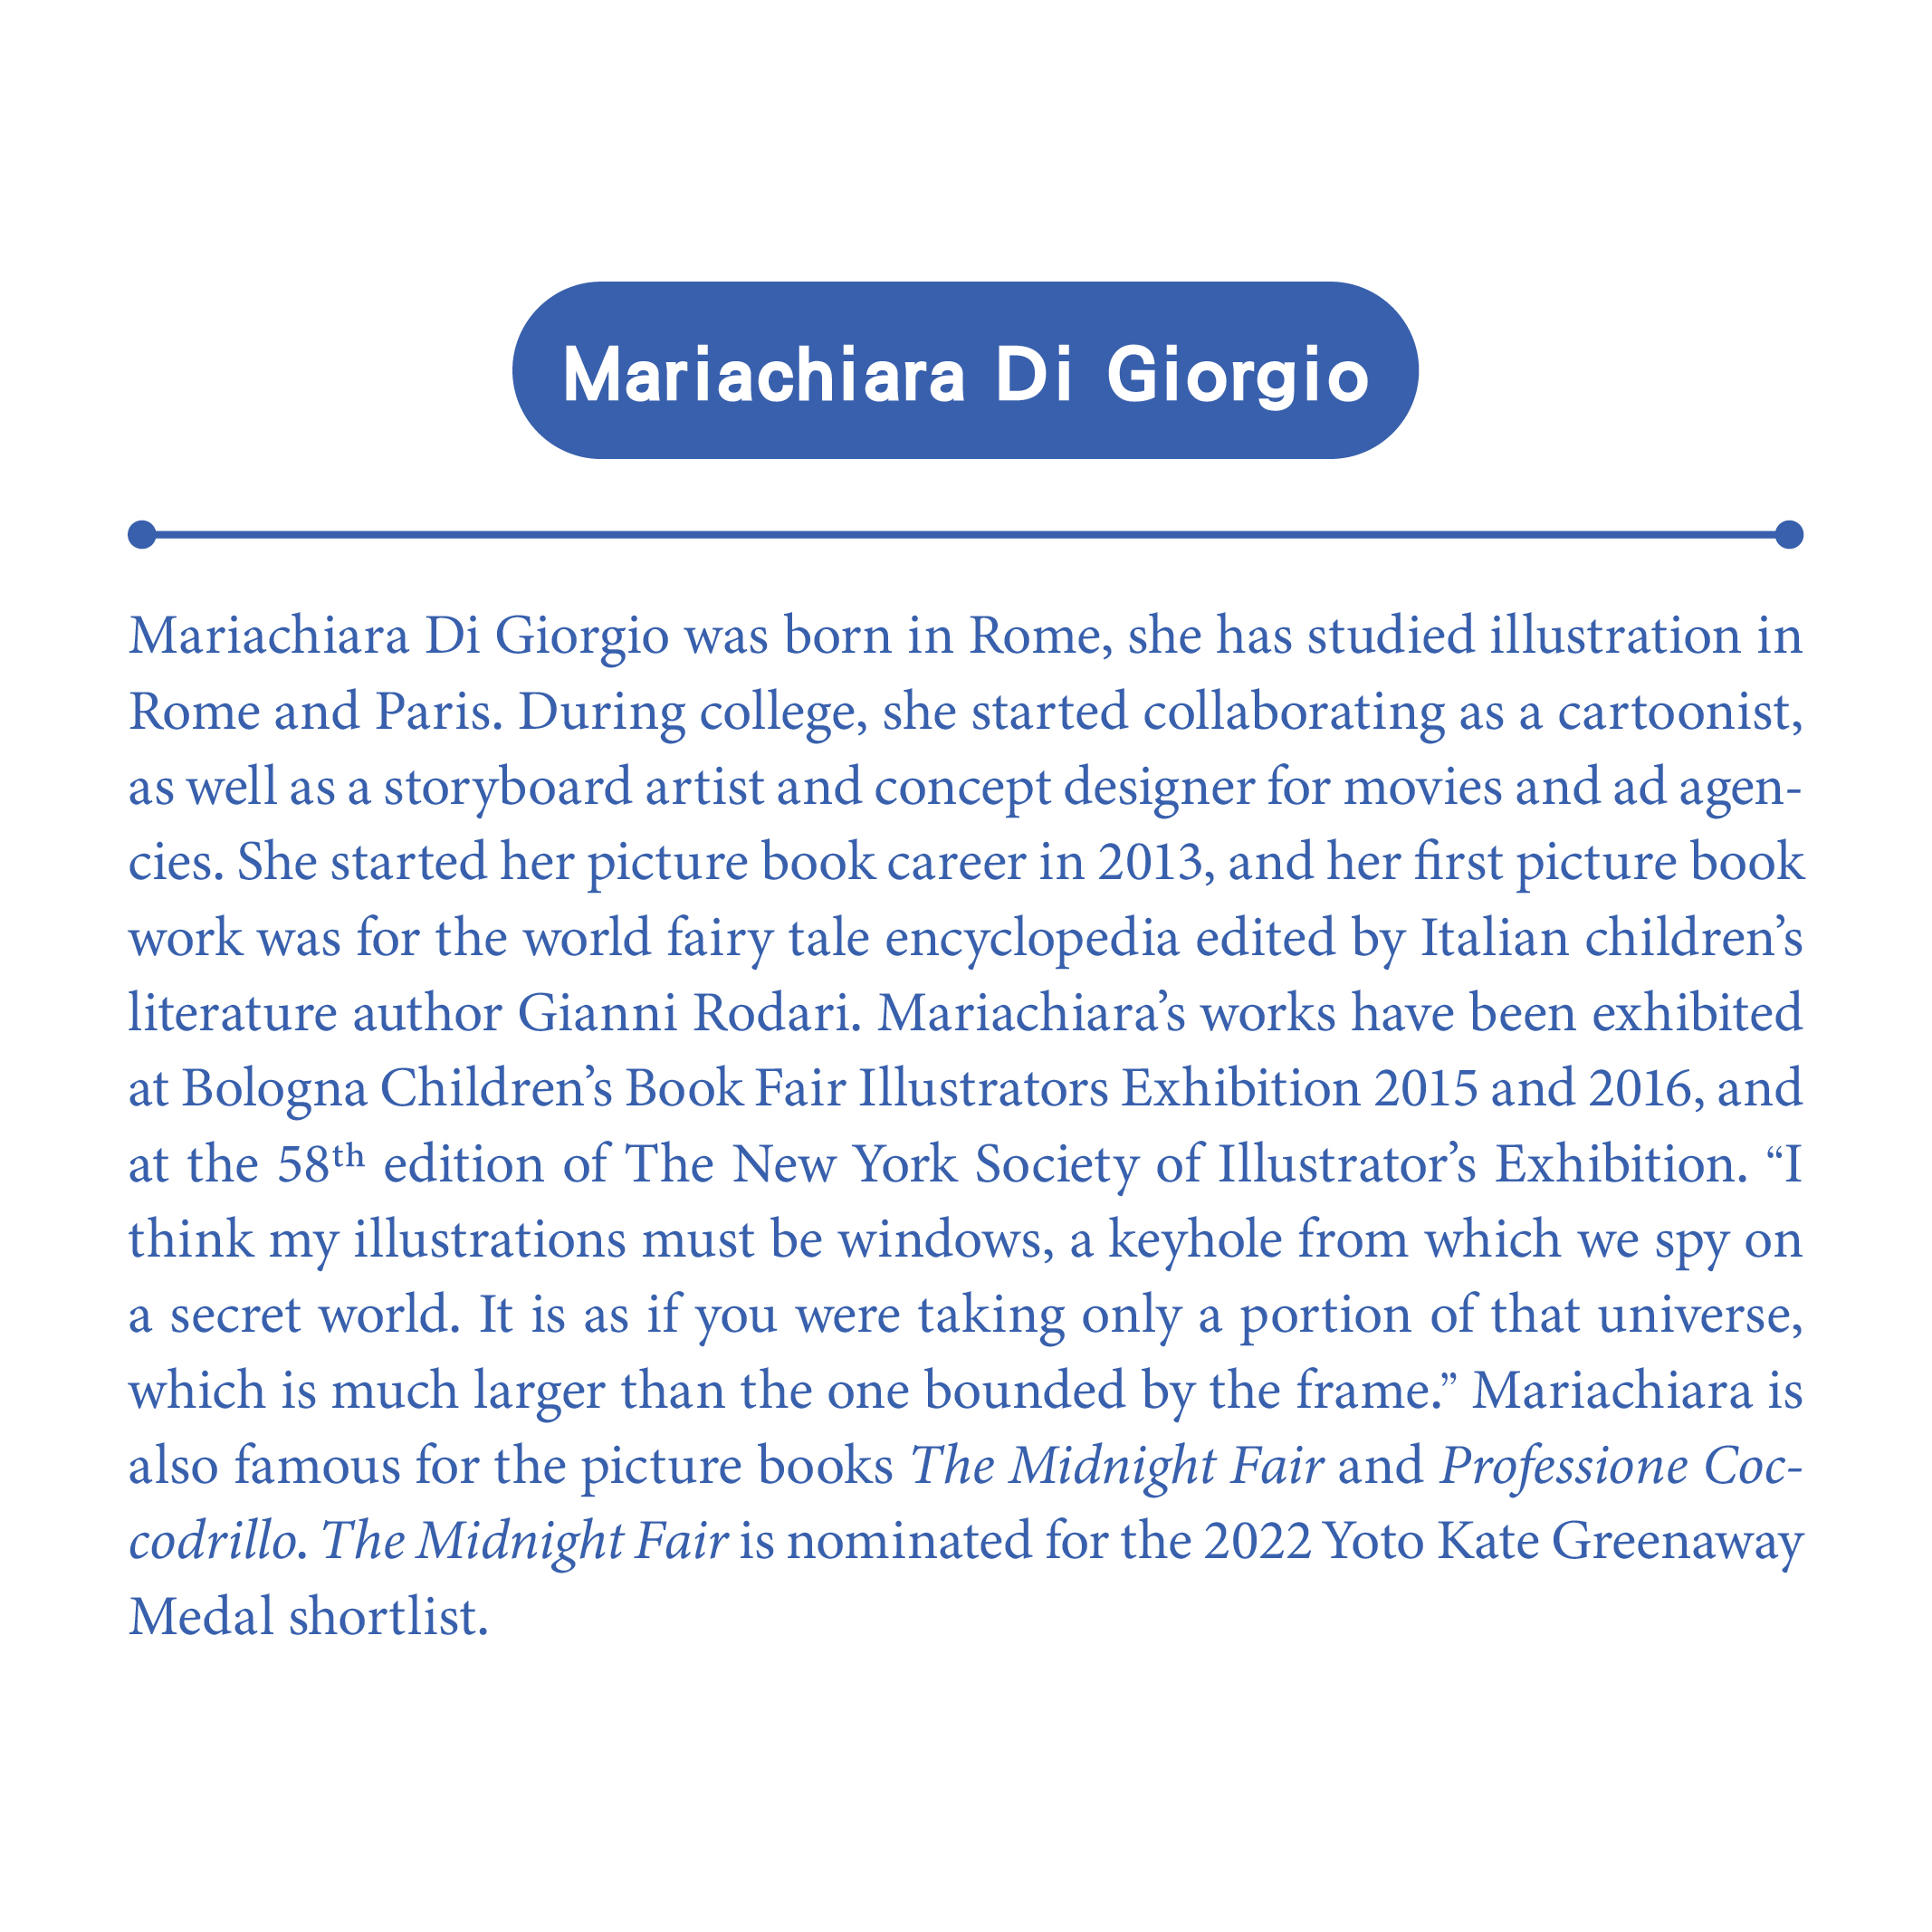 Mariachiara Di Giorgio
Mariachiara Di Giorgio was born in Rome, she has studied illustration in
Rome and Paris. During college, she started collaborating as a cartoonist,
as well as a storyboard artist and concept designer for movies and ad agen-
cies. She started her picture book career in 2013, and her first picture book
work was for the world fairy tale encyclopedia edited by Italian children’s
literature author Gianni Rodari. Mariachiara’s works have been exhibited
at Bologna Children’s Book Fair Illustrators Exhibition 2015 and 2016, and
at the 58th edition of The New York Society of Illustrator’s Exhibition. “I
think my illustrations must be windows, a keyhole from which we spy on
a secret world. It is as if you were taking only a portion of that universe,
which is much larger than the one bounded by the frame.” Mariachiara is
also famous for the picture books The Midnight Fair and Professione Coc-
codrillo. The Midnight Fair is nominated for the 2022 Yoto Kate Greenaway
Medal shortlist.